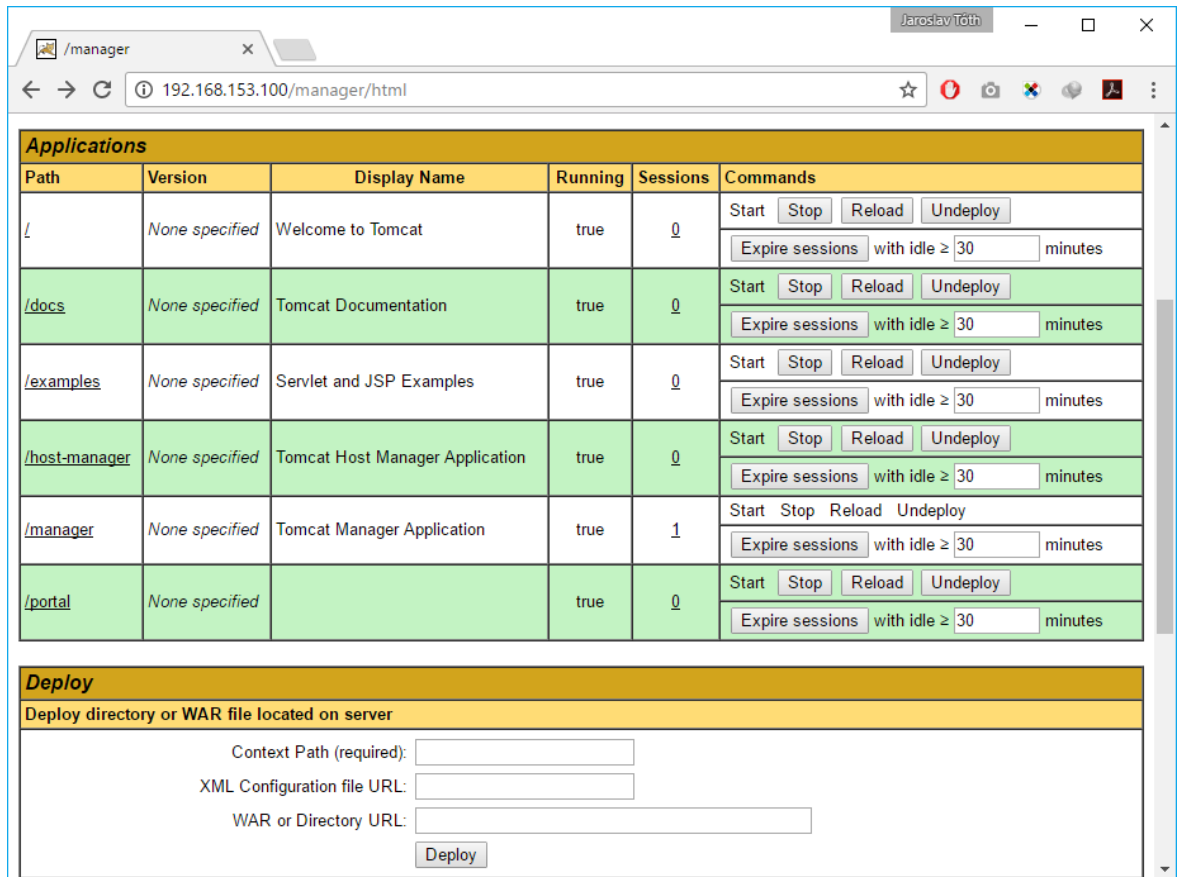 Jaroslav Tóth
/manager
192.168.153.100/manager/html
Applications
Path Version Display Name Running Sessions Commands
/ None specified Welcome to Tomcat true 0 Start Stop Reload Undeploy
Expire sessions with idle ≥ 30 minutes
/docs None specified Tomcat Documentation true 0 Start Stop Reload Undeploy
Expire sessions with idle ≥ 30 minutes
/examples None specified Servlet and JSP Examples true 0 Start Stop Reload Undeploy
Expire sessions with idle ≥ 30 minutes
/host-manager None specified Tomcat Host Manager Application true 0 Start Stop Reload Undeploy
Expire sessions with idle ≥ 30 minutes
/manager None specified Tomcat Manager Application true 1 Start Stop Reload Undeploy
Expire sessions with idle ≥ 30 minutes
/portal None specified true 0 Start Stop Reload Undeploy
Expire sessions with idle ≥ 30 minutes
Deploy
Deploy directory or WAR file located on server
Context Path (required):
XML Configuration file URL:
WAR or Directory URL:
Deploy